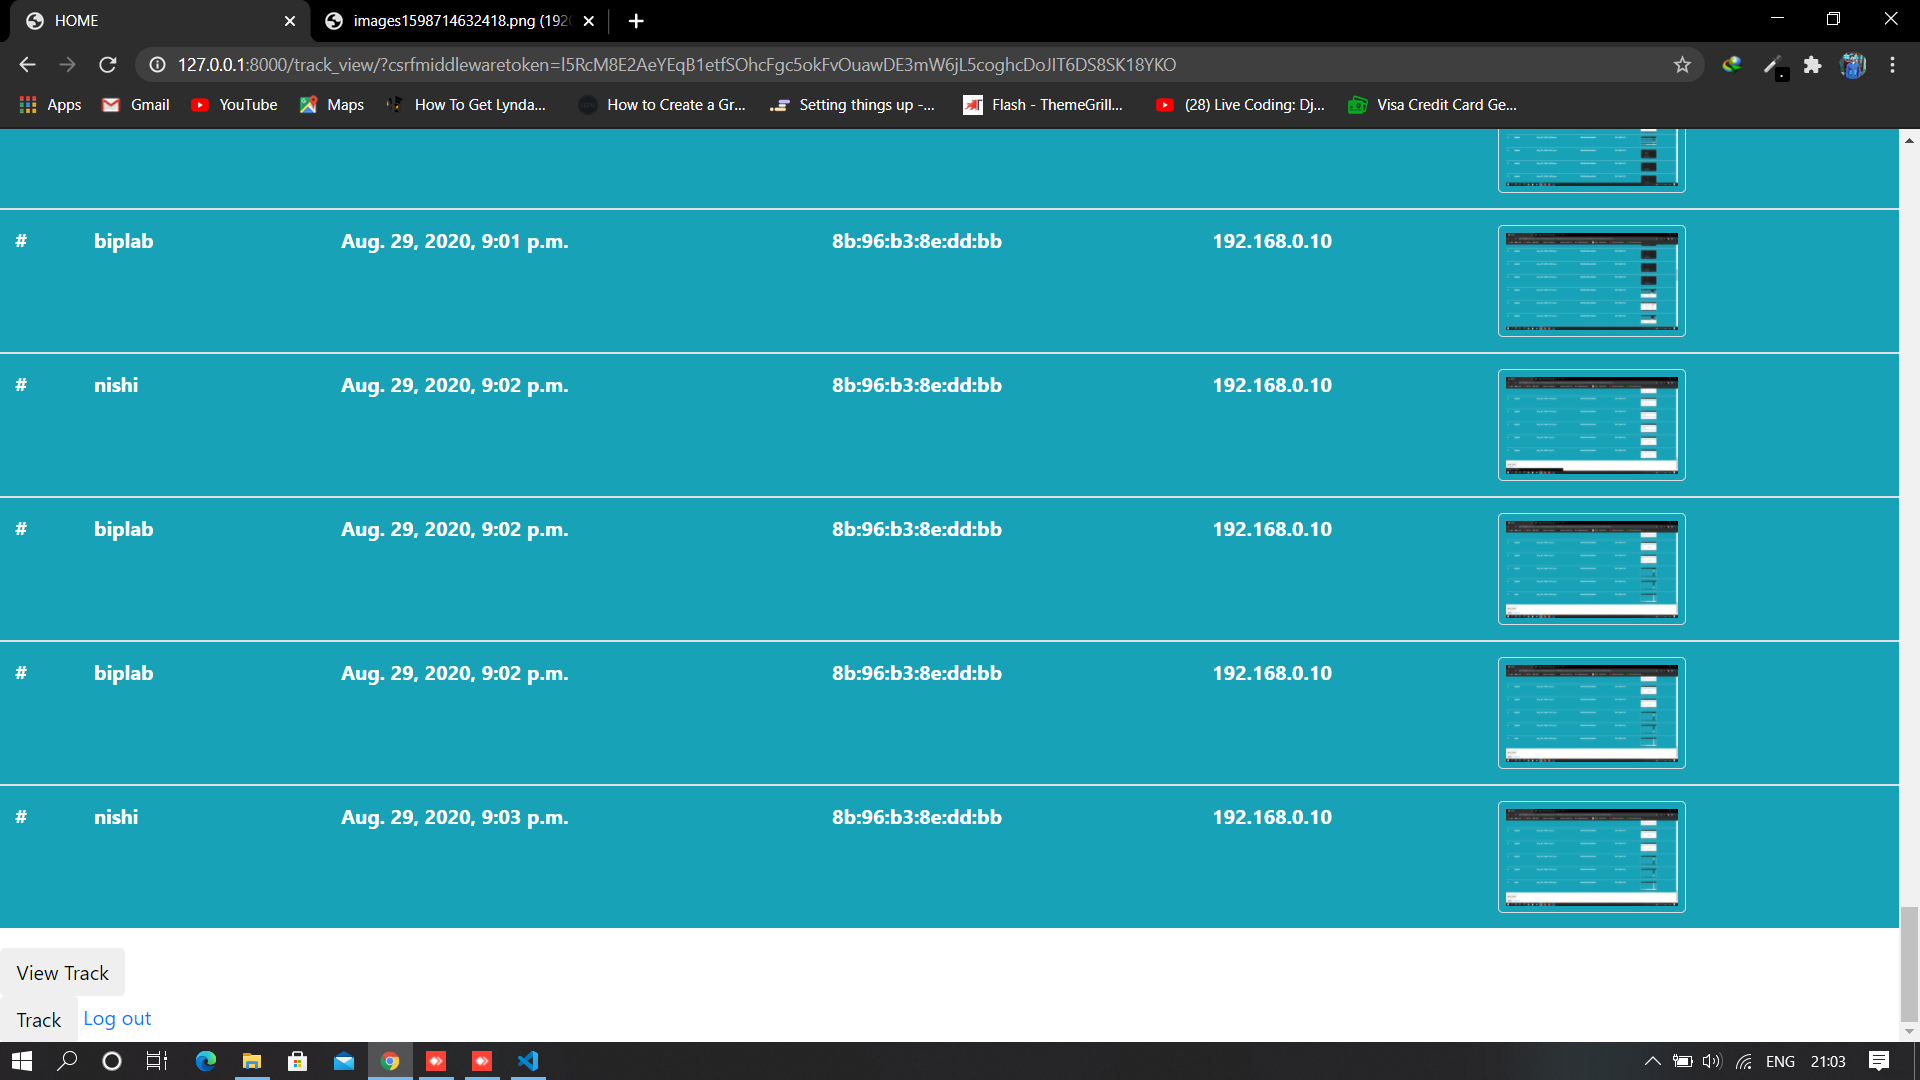 HOME
images1598714632418.png (192
127.0.0.1:8000/track_view/?csrfmiddlewaretoken=l5RcM8E2AeYEqB1etfSOhcFgc5okFvOuawDE3mW6jL5coghcDoJIT6DS8SK18YKO
Apps Gmail YouTube Maps How To Get Lynda... How to Create a Gr... Setting things up -... Flash - ThemeGrill... (28) Live Coding: Dj... Visa Credit Card Ge...
# biplab Aug. 29, 2020, 9:01 p.m. 8b:96:b3:8e:dd:bb 192.168.0.10
# nishi Aug. 29, 2020, 9:02 p.m. 8b:96:b3:8e:dd:bb 192.168.0.10
# biplab Aug. 29, 2020, 9:02 p.m. 8b:96:b3:8e:dd:bb 192.168.0.10
# biplab Aug. 29, 2020, 9:02 p.m. 8b:96:b3:8e:dd:bb 192.168.0.10
# nishi Aug. 29, 2020, 9:03 p.m. 8b:96:b3:8e:dd:bb 192.168.0.10
View Track
Track Log out
ENG 21:03